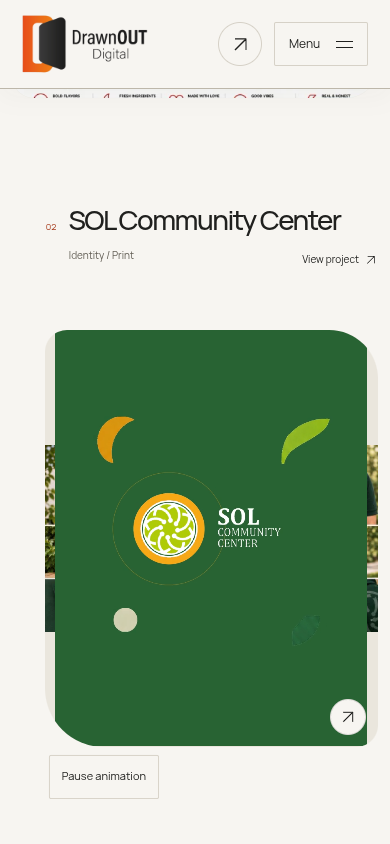 DrawnOUT
Digital
Menu
BOLD FLAVORS FRESH INGREDIENTS MADE WITH LOVE GOOD VIBES REAL & HONEST
02 SOL Community Center
Identity / Print
View project
SOL
COMMUNITY
CENTER
Pause animation